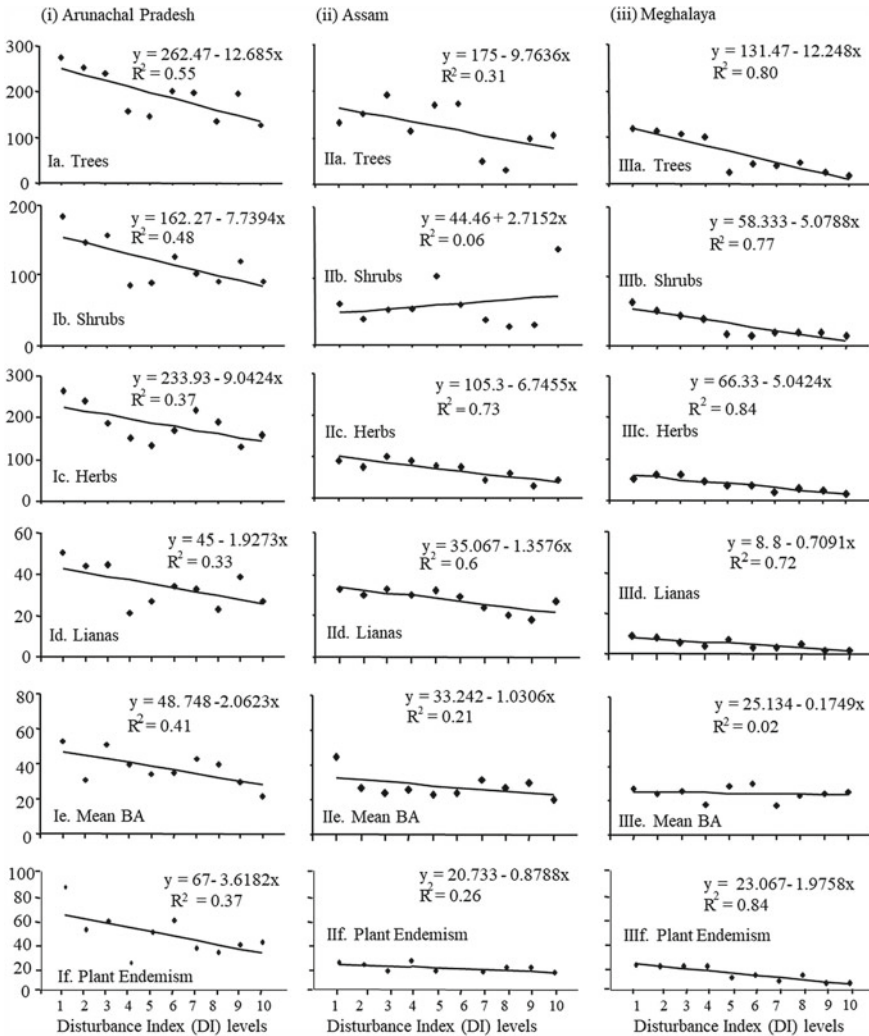 (i) Arunachal Pradesh (ii) Assam (iii) Meghalaya
300
200
100
0
y = 262.47 - 12.685x
R² = 0.55
Ia. Trees
y = 175 - 9.7636x
R² = 0.31
IIa. Trees
y = 131.47 - 12.248x
R² = 0.80
IIIa. Trees
200
100
0
y = 162.27 - 7.7394x
R² = 0.48
Ib. Shrubs
y = 44.46 + 2.7152x
R² = 0.06
IIb. Shrubs
y = 58.333 - 5.0788x
R² = 0.77
IIIb. Shrubs
300
200
100
0
y = 233.93 - 9.0424x
R² = 0.37
Ic. Herbs
y = 105.3 - 6.7455x
R² = 0.73
IIc. Herbs
y = 66.33 - 5.0424x
R² = 0.84
IIIc. Herbs
60
40
20
0
y = 45 - 1.9273x
R² = 0.33
Id. Lianas
y = 35.067 - 1.3576x
R² = 0.6
IId. Lianas
y = 8. 8 - 0.7091x
R² = 0.72
IIId. Lianas
80
60
40
20
0
y = 48. 748 -2.0623x
R² = 0.41
Ie. Mean BA
y = 33.242 - 1.0306x
R² = 0.21
IIe. Mean BA
y = 25.134 - 0.1749x
R² = 0.02
IIIe. Mean BA
100
80
60
40
20
0
y = 67- 3.6182x
R² = 0.37
If. Plant Endemism
y = 20.733 - 0.8788x
R² = 0.26
IIf. Plant Endemism
y = 23.067- 1.9758x
R² = 0.84
IIIf. Plant Endemism
1 2 3 4 5 6 7 8 9 10
Disturbance Index (DI) levels
1 2 3 4 5 6 7 8 9 10
Disturbance Index (DI) levels
1 2 3 4 5 6 7 8 9 10
Disturbance Index (DI) levels